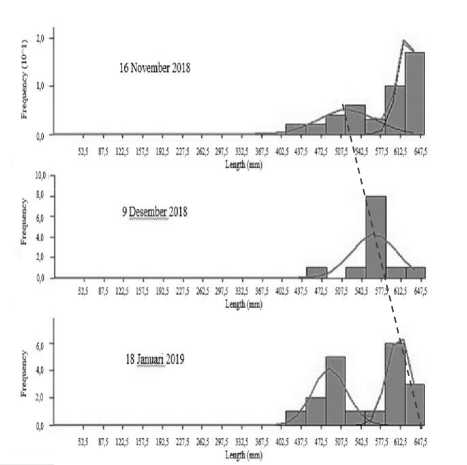 Frequency (10^-1)
2,0
1,0
0,0
16 November 2018
52,5 87,5 122,5 157,5 192,5 227,5 262,5 297,5 332,5 367,5 402,5 437,5 472,5 507,5 542,5 577,5 612,5 647,5
Length (mm)
Frequency
10,0
8,0
6,0
4,0
2,0
0,0
9 Desember 2018
52,5 87,5 122,5 157,5 192,5 227,5 262,5 297,5 332,5 367,5 402,5 437,5 472,5 507,5 542,5 577,5 612,5 647,5
Length (mm)
Frequency
6,0
4,0
2,0
0,0
18 Januari 2019
52,5 87,5 122,5 157,5 192,5 227,5 262,5 297,5 332,5 367,5 402,5 437,5 472,5 507,5 542,5 577,5 612,5 647,5
Length (mm)